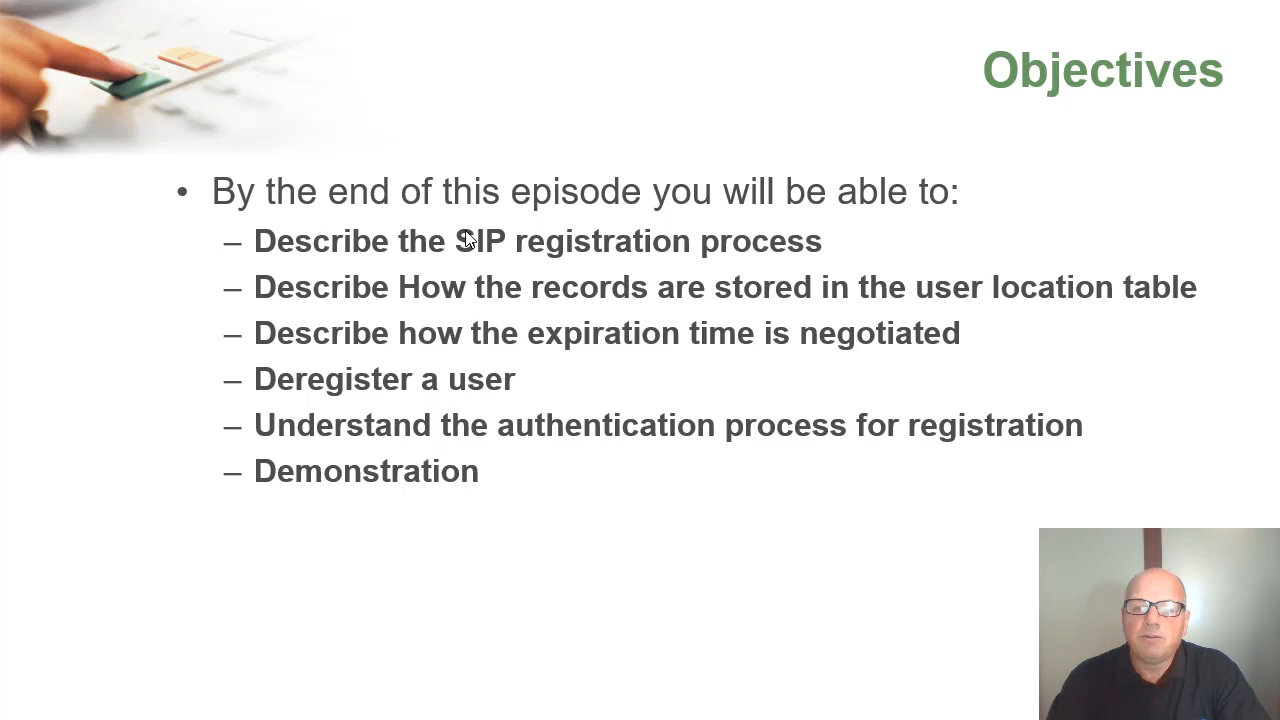 Objectives
• By the end of this episode you will be able to:
– Describe the SIP registration process
– Describe How the records are stored in the user location table
– Describe how the expiration time is negotiated
– Deregister a user
– Understand the authentication process for registration
– Demonstration